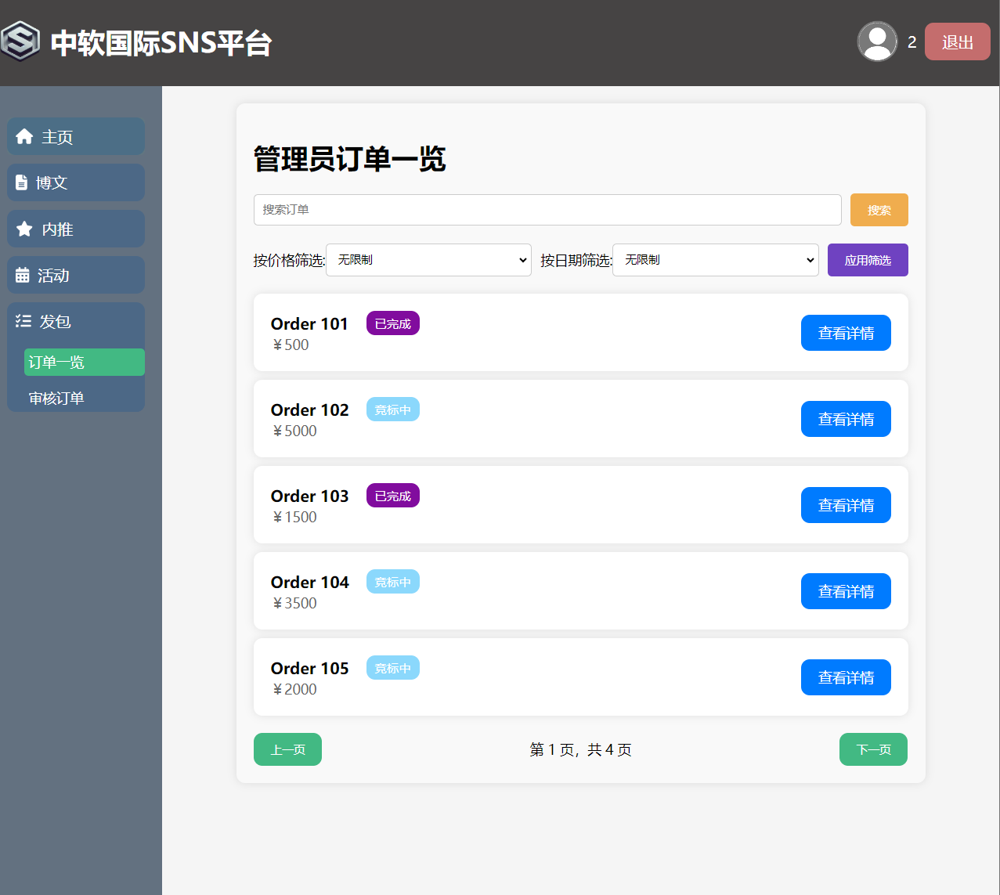 中软国际SNS平台
2
退出
主页
博文
内推
活动
发包
订单一览
审核订单
管理员订单一览
搜索订单
搜索
按价格筛选: 无限制 按日期筛选: 无限制 应用筛选
Order 101 已完成
￥500
查看详情
Order 102 竞标中
￥5000
查看详情
Order 103 已完成
￥1500
查看详情
Order 104 竞标中
￥3500
查看详情
Order 105 竞标中
￥2000
查看详情
上一页 第 1 页，共 4 页 下一页